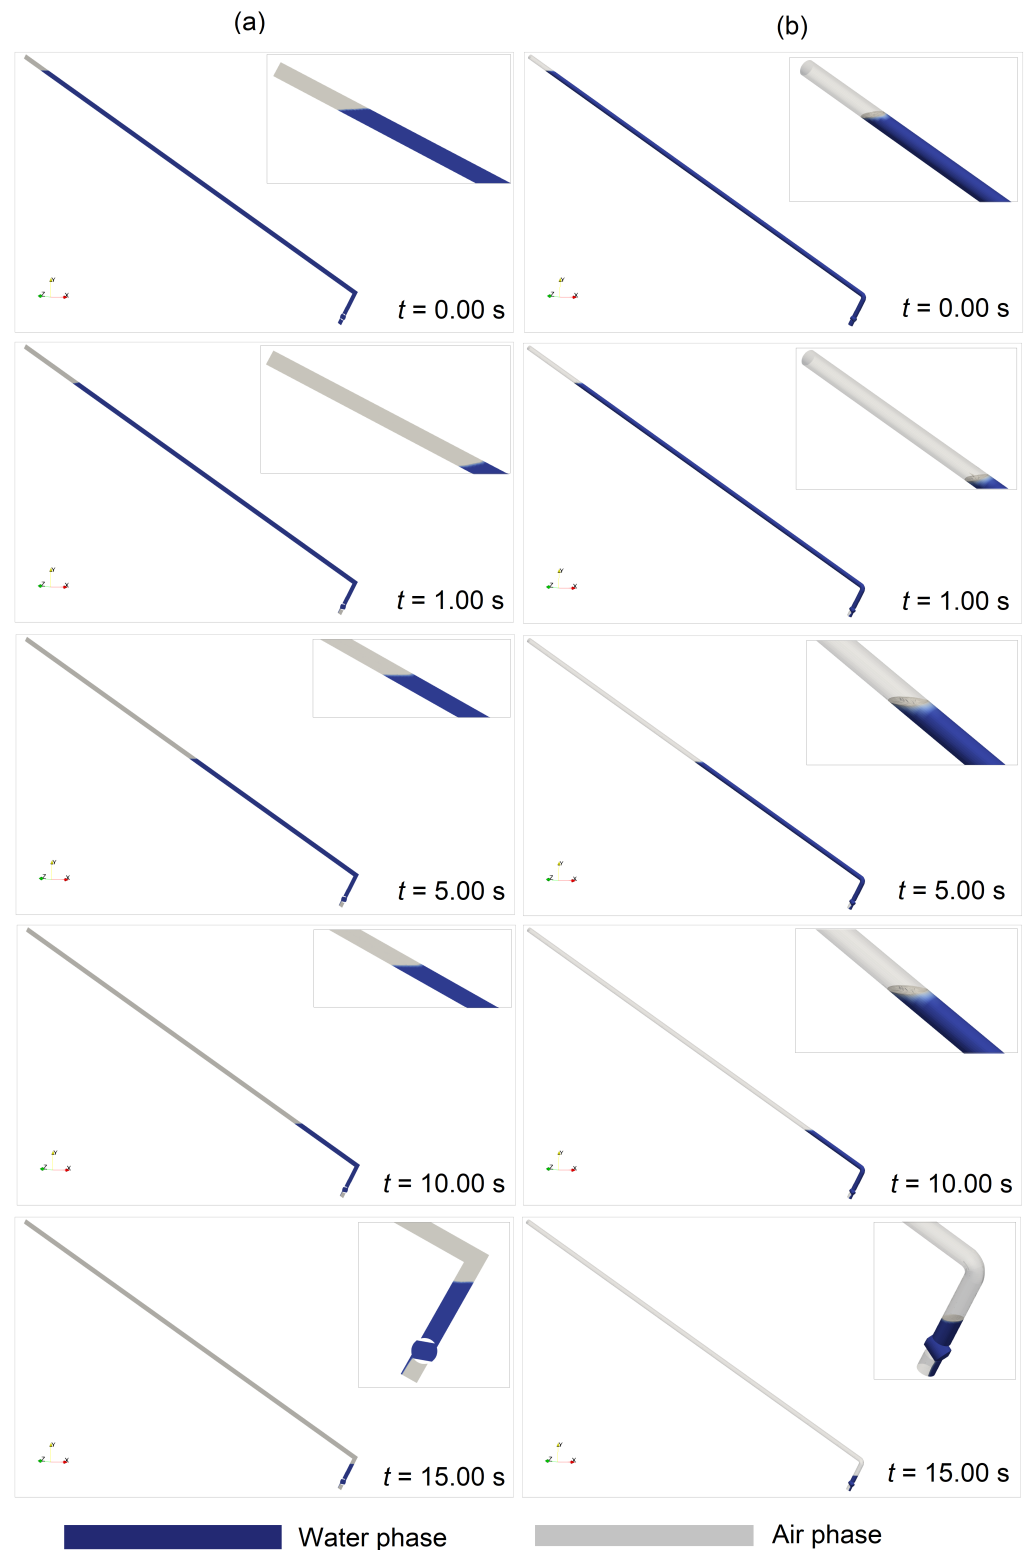 (a)
(b)
Y
Z
X
t = 0.00 s
Y
Z
X
t = 0.00 s
Y
Z
X
t = 1.00 s
Y
Z
X
t = 1.00 s
Y
Z
X
t = 5.00 s
Y
Z
X
t = 5.00 s
Y
Z
X
t = 10.00 s
Y
Z
X
t = 10.00 s
Y
Z
X
t = 15.00 s
Y
Z
X
t = 15.00 s
Water phase
Air phase